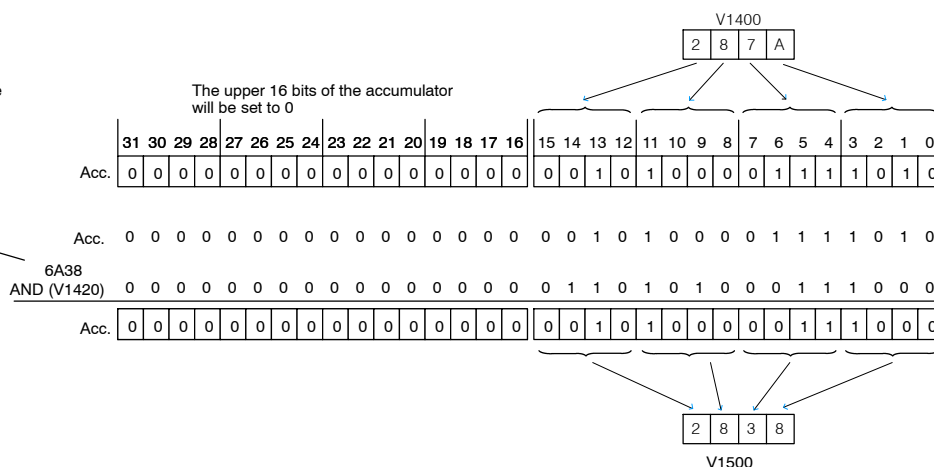 V1400
2 8 7 A
e
The upper 16 bits of the accumulator
will be set to 0
31 30 29 28 27 26 25 24 23 22 21 20 19 18 17 16 15 14 13 12 11 10 9 8 7 6 5 4 3 2 1 0
Acc. 0 0 0 0 0 0 0 0 0 0 0 0 0 0 0 0 0 0 1 0 1 0 0 0 0 1 1 1 1 0 1 0
Acc. 0 0 0 0 0 0 0 0 0 0 0 0 0 0 0 0 0 0 1 0 1 0 0 0 0 1 1 1 1 0 1 0
6A38
AND (V1420) 0 0 0 0 0 0 0 0 0 0 0 0 0 0 0 0 0 1 1 0 1 0 1 0 0 0 1 1 1 0 0 0
Acc. 0 0 0 0 0 0 0 0 0 0 0 0 0 0 0 0 0 0 1 0 1 0 0 0 0 0 1 1 1 0 0 0
2 8 3 8
V1500